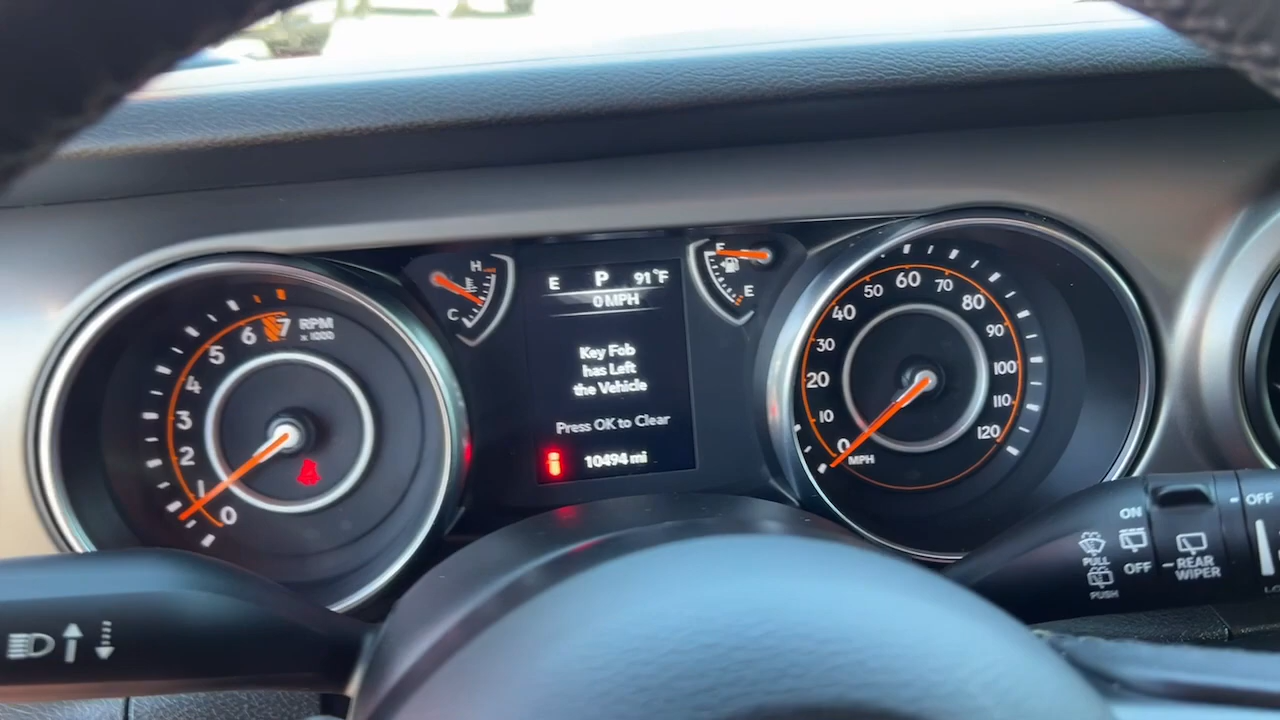 H
C
7
RPM
x 1000
6
5
4
3
2
1
0
E P 91°F
0 MPH
Key Fob
has Left
the Vehicle
Press OK to Clear
10494 mi
F
E
0
10
20
30
40
50
60
70
80
90
100
110
120
MPH
ON
OFF
PULL
PUSH
REAR
WIPER
OFF